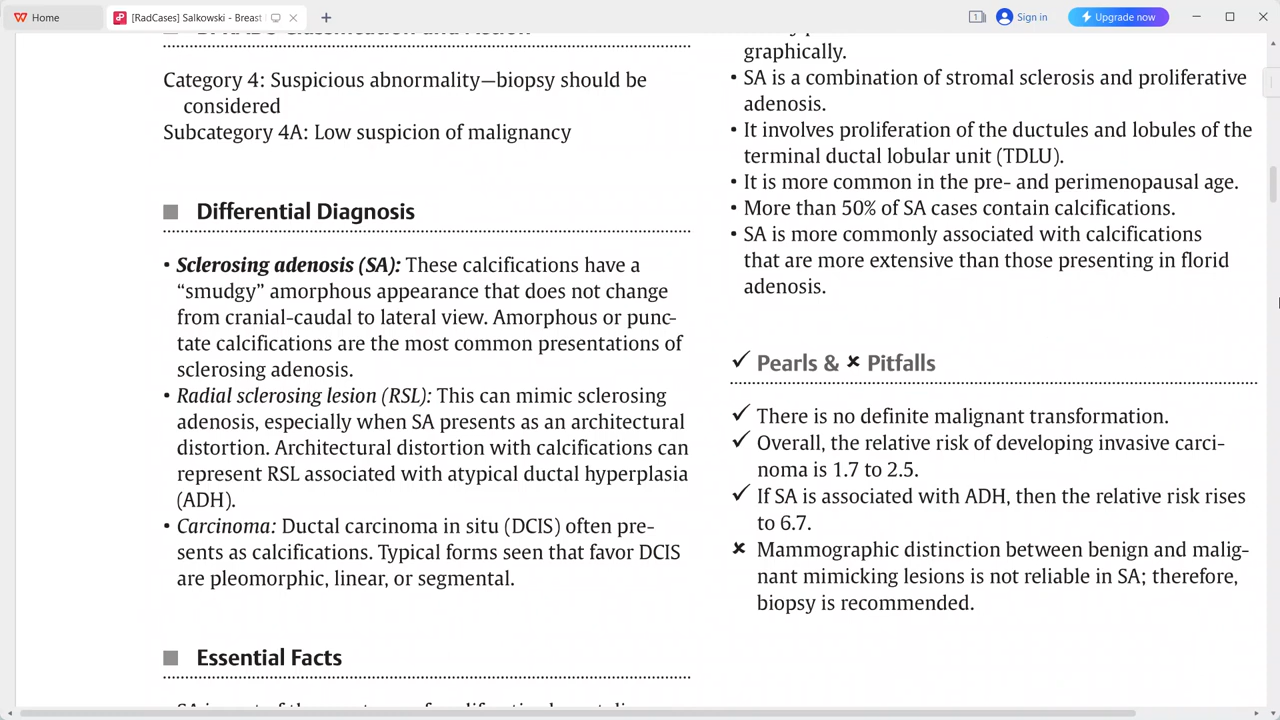 Home
[RadCases] Salkowski - Breast
Sign in
Upgrade now
Category 4: Suspicious abnormality—biopsy should be
considered
Subcategory 4A: Low suspicion of malignancy
Differential Diagnosis
• Sclerosing adenosis (SA): These calcifications have a
“smudgy” amorphous appearance that does not change
from cranial-caudal to lateral view. Amorphous or punc-
tate calcifications are the most common presentations of
sclerosing adenosis.
• Radial sclerosing lesion (RSL): This can mimic sclerosing
adenosis, especially when SA presents as an architectural
distortion. Architectural distortion with calcifications can
represent RSL associated with atypical ductal hyperplasia
(ADH).
• Carcinoma: Ductal carcinoma in situ (DCIS) often pre-
sents as calcifications. Typical forms seen that favor DCIS
are pleomorphic, linear, or segmental.
Essential Facts
graphically.
• SA is a combination of stromal sclerosis and proliferative
adenosis.
• It involves proliferation of the ductules and lobules of the
terminal ductal lobular unit (TDLU).
• It is more common in the pre- and perimenopausal age.
• More than 50% of SA cases contain calcifications.
• SA is more commonly associated with calcifications
that are more extensive than those presenting in florid
adenosis.
✓ Pearls & ✗ Pitfalls
✓ There is no definite malignant transformation.
✓ Overall, the relative risk of developing invasive carci-
noma is 1.7 to 2.5.
✓ If SA is associated with ADH, then the relative risk rises
to 6.7.
✗ Mammographic distinction between benign and malig-
nant mimicking lesions is not reliable in SA; therefore,
biopsy is recommended.